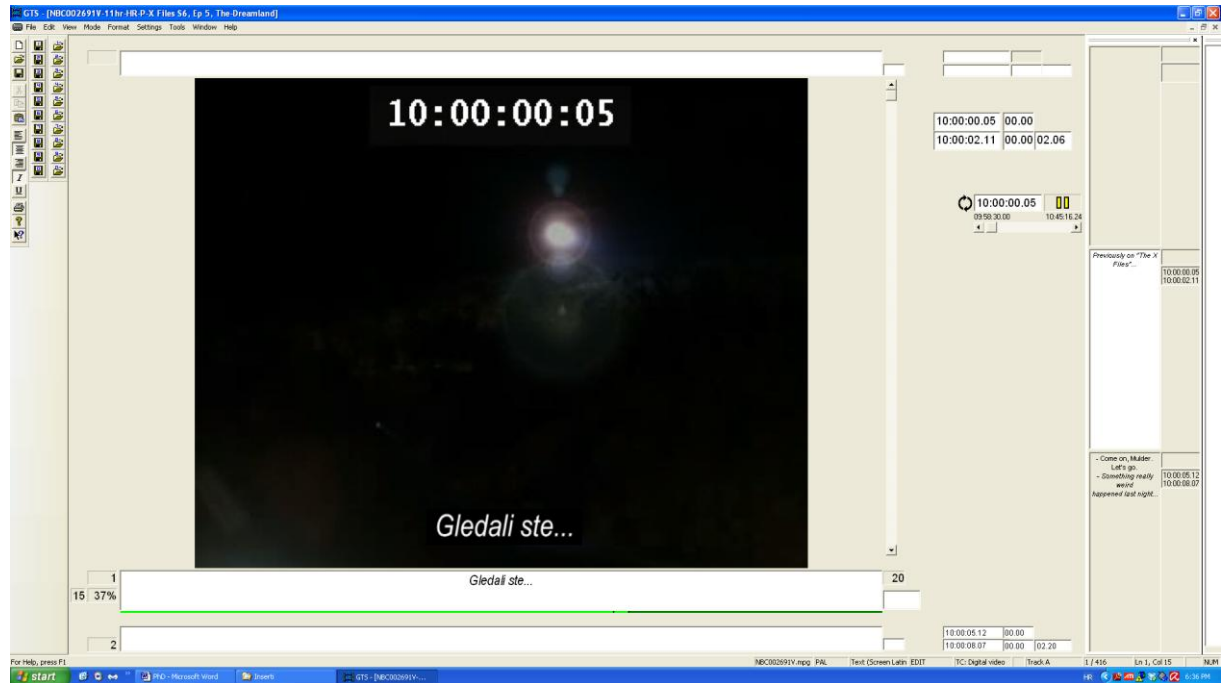 GTS - [NBC002691V-11hr-HR-P-X Files S6, Ep 5, The-Dreamland]
File Edit View Mode Format Settings Tools Window Help
10:00:00:05
10:00:00.05 00.00
10:00:02.11 00.00 02.06
10:00:00.05
09:59:30.00 10:45:16.24
Previously on "The X
Files"...
10:00:00.05
10:00:02.11
- Come on, Mulder.
Let's go.
- Something really
weird
happened last night...
10:00:05.12
10:00:08.07
Gledali ste...
1 Gledali ste... 20
15 37%
2
10:00:05.12 00.00
10:00:08.07 00.00 02.20
For Help, press F1
NBC002691V.mpg PAL Text (Screen Latin EDIT TC: Digital video Track A 1 / 416 Ln 1, Col 15 NUM
start PhD - Microsoft Word Inserti GTS - [NBC002691V-... HR 6:36 PM